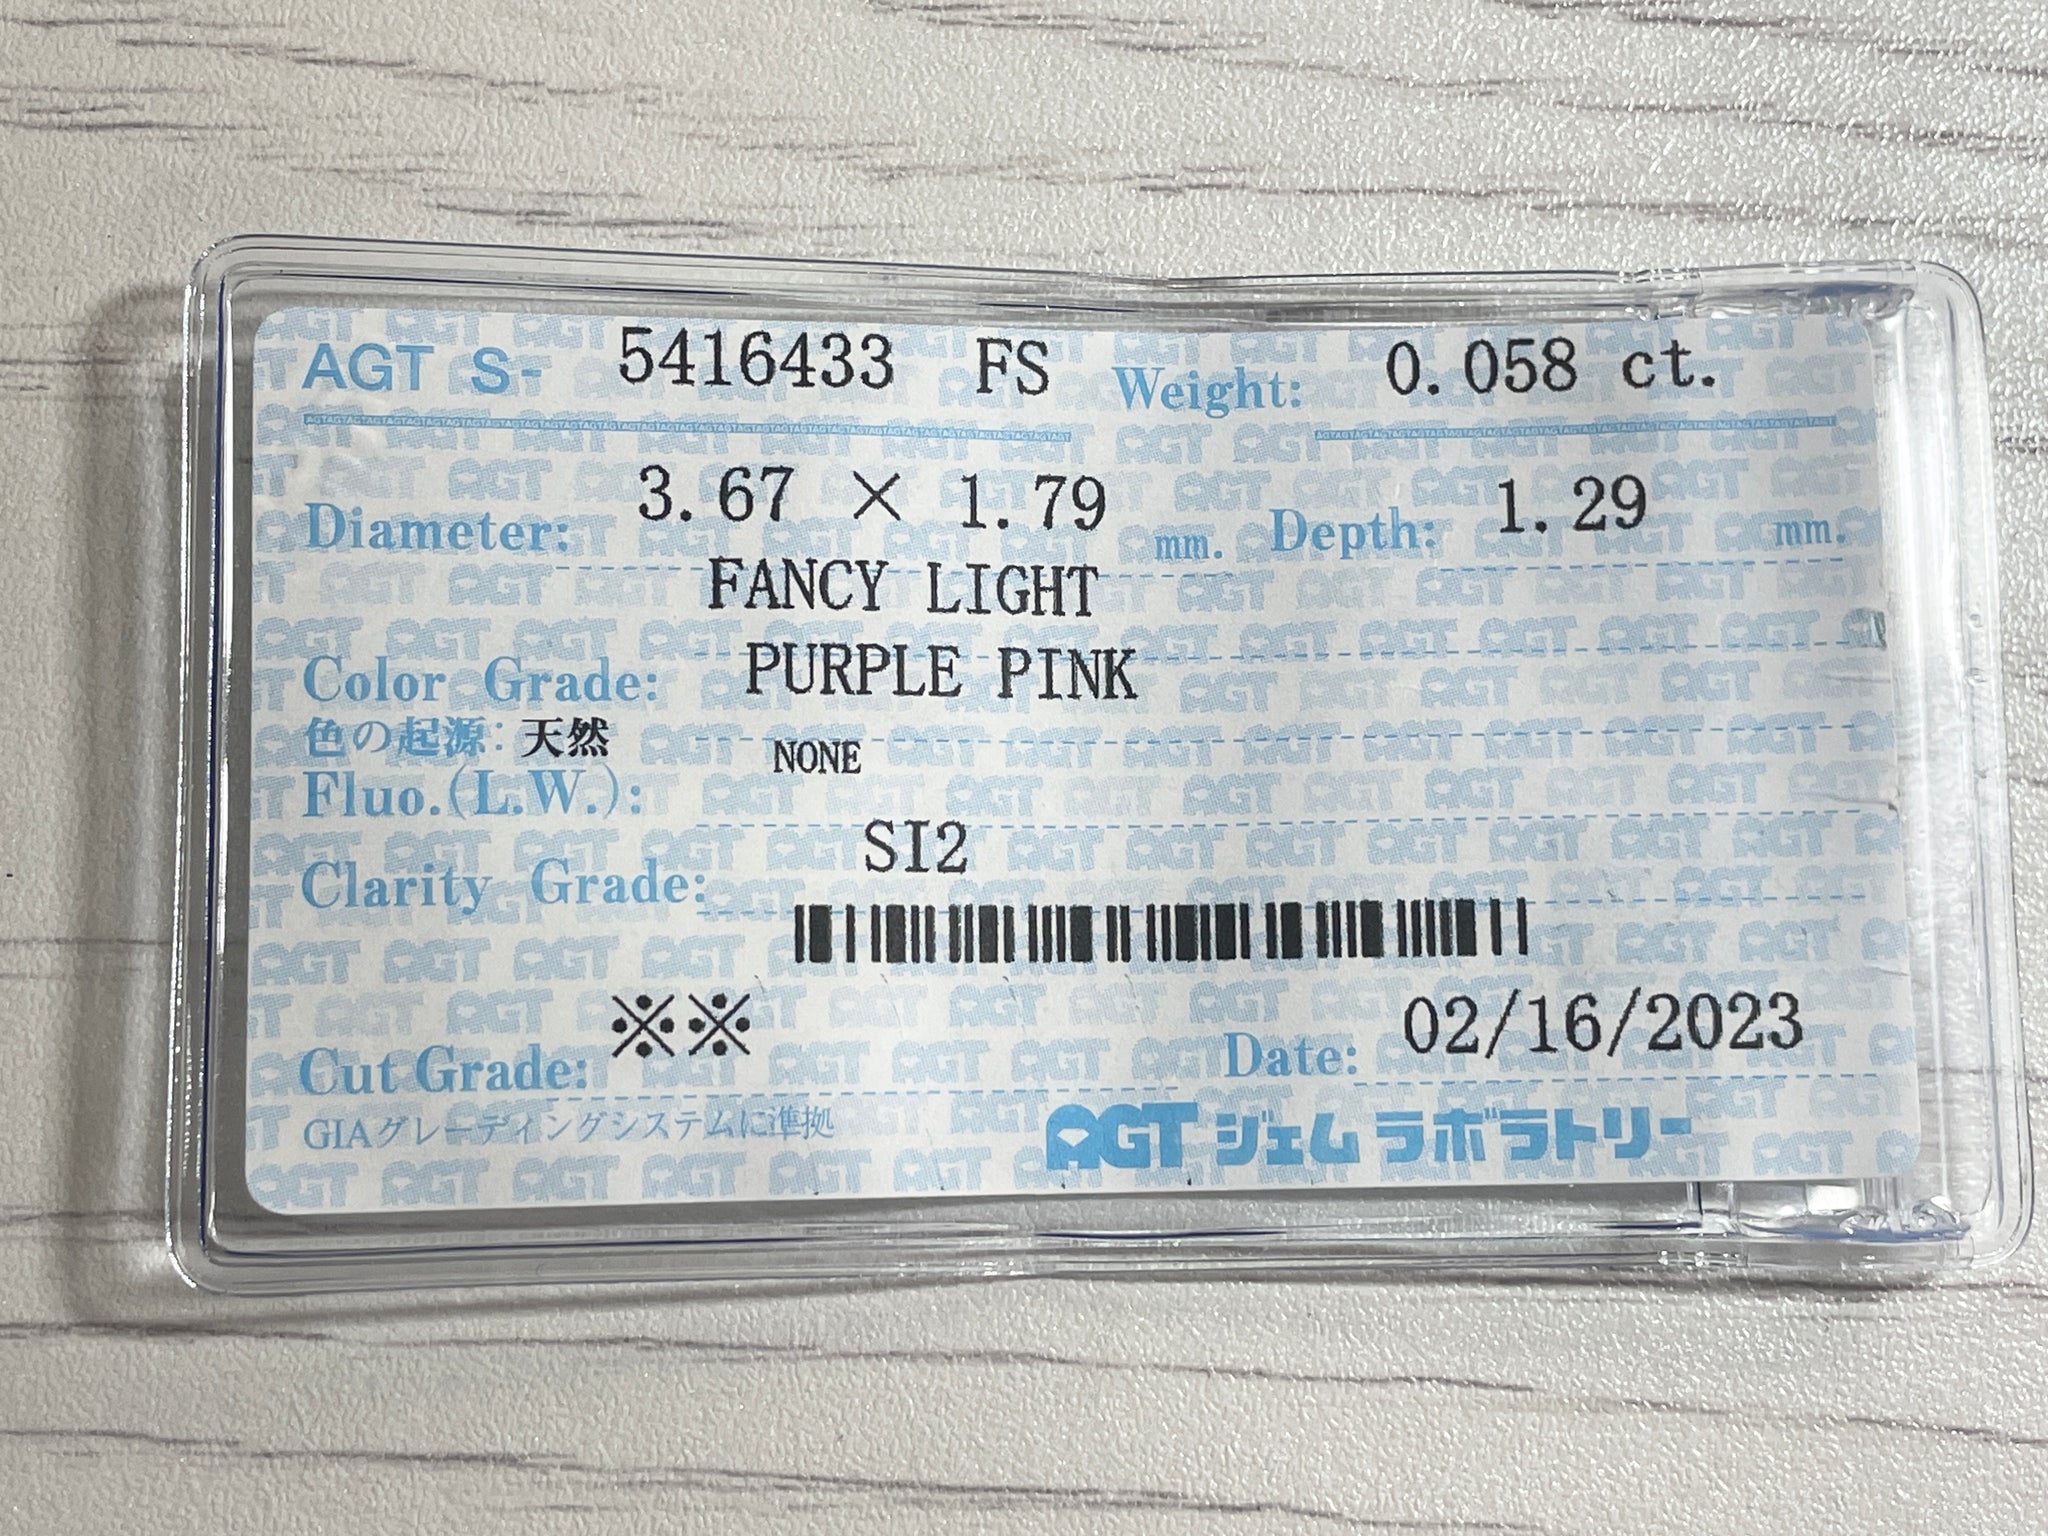 AGT S- 5416433 FS Weight: 0.058 ct.
Diameter: 3.67 × 1.79 mm. Depth: 1.29 mm.
FANCY LIGHT
Color Grade: PURPLE PINK
色の起源: 天然
Fluo.(L.W.): NONE
Clarity Grade: SI2
Cut Grade: ※※ Date: 02/16/2023
GIAグレーディングシステムに準拠 AGT ジェムラボラトリー